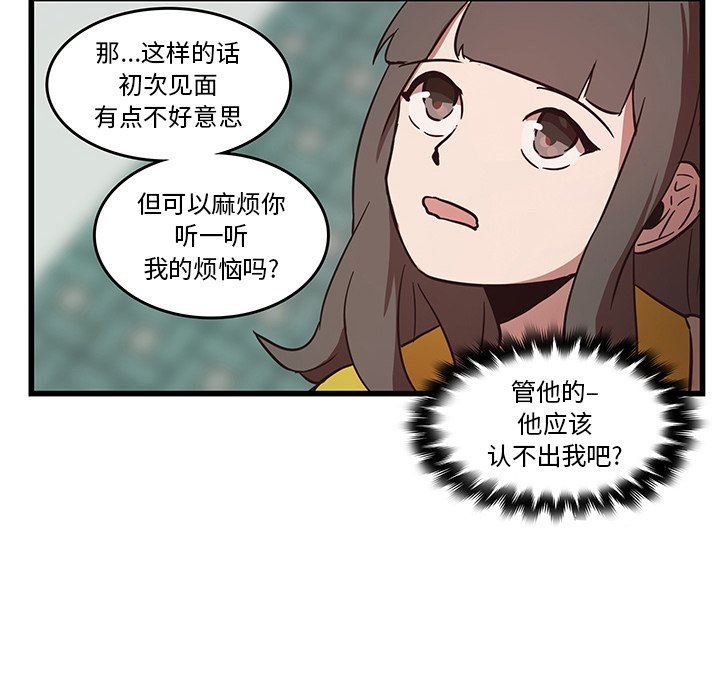 那...这样的话
初次见面
有点不好意思
但可以麻烦你
听一听
我的烦恼吗?
管他的–
他应该
认不出我吧?